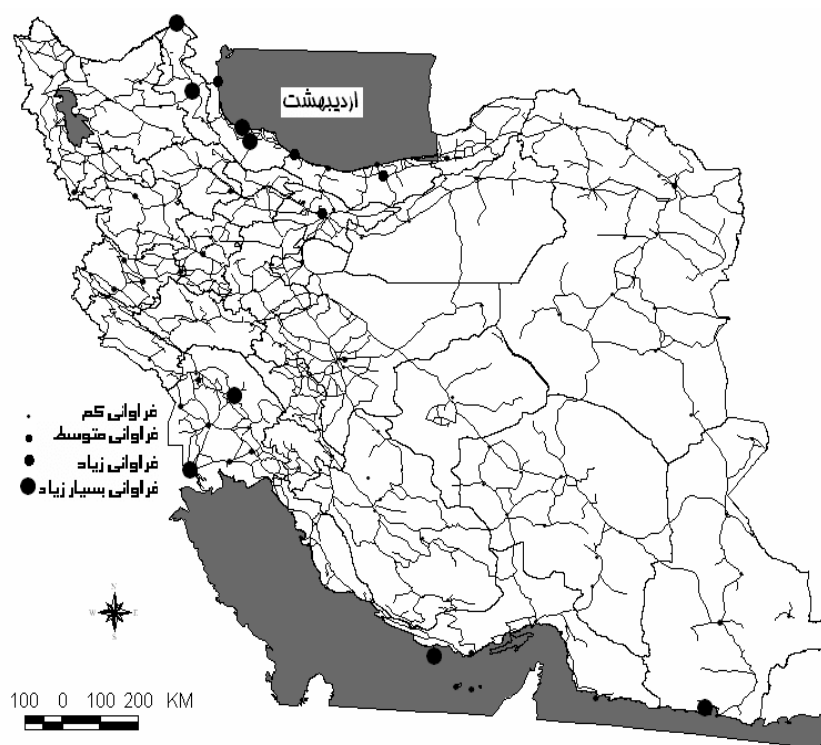 اردیبهشت
فراوانی کم
فراوانی متوسط
فراوانی زیاد
فراوانی بسیار زیاد
N
W E
S
100 0 100 200 KM